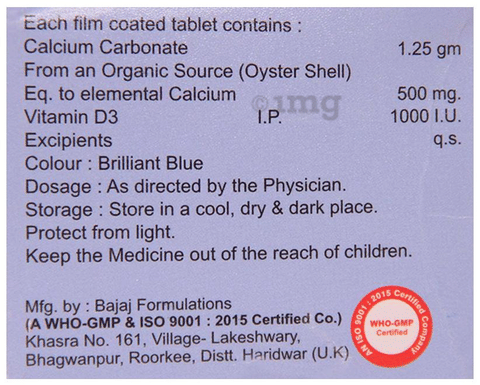 Each film coated tablet contains :
Calcium Carbonate 1.25 gm
From an Organic Source (Oyster Shell)
Eq. to elemental Calcium 500 mg.
Vitamin D3 I.P. 1000 I.U.
Excipients q.s.
Colour : Brilliant Blue
Dosage : As directed by the Physician.
Storage : Store in a cool, dry & dark place.
Protect from light.
Keep the Medicine out of the reach of children.
Mfg. by : Bajaj Formulations
(A WHO-GMP & ISO 9001 : 2015 Certified Co.)
Khasra No. 161, Village- Lakeshwary,
Bhagwanpur, Roorkee, Distt. Haridwar (U.K)
AN ISO 9001 : 2015 Certified Company
WHO-GMP
Certified
1mg